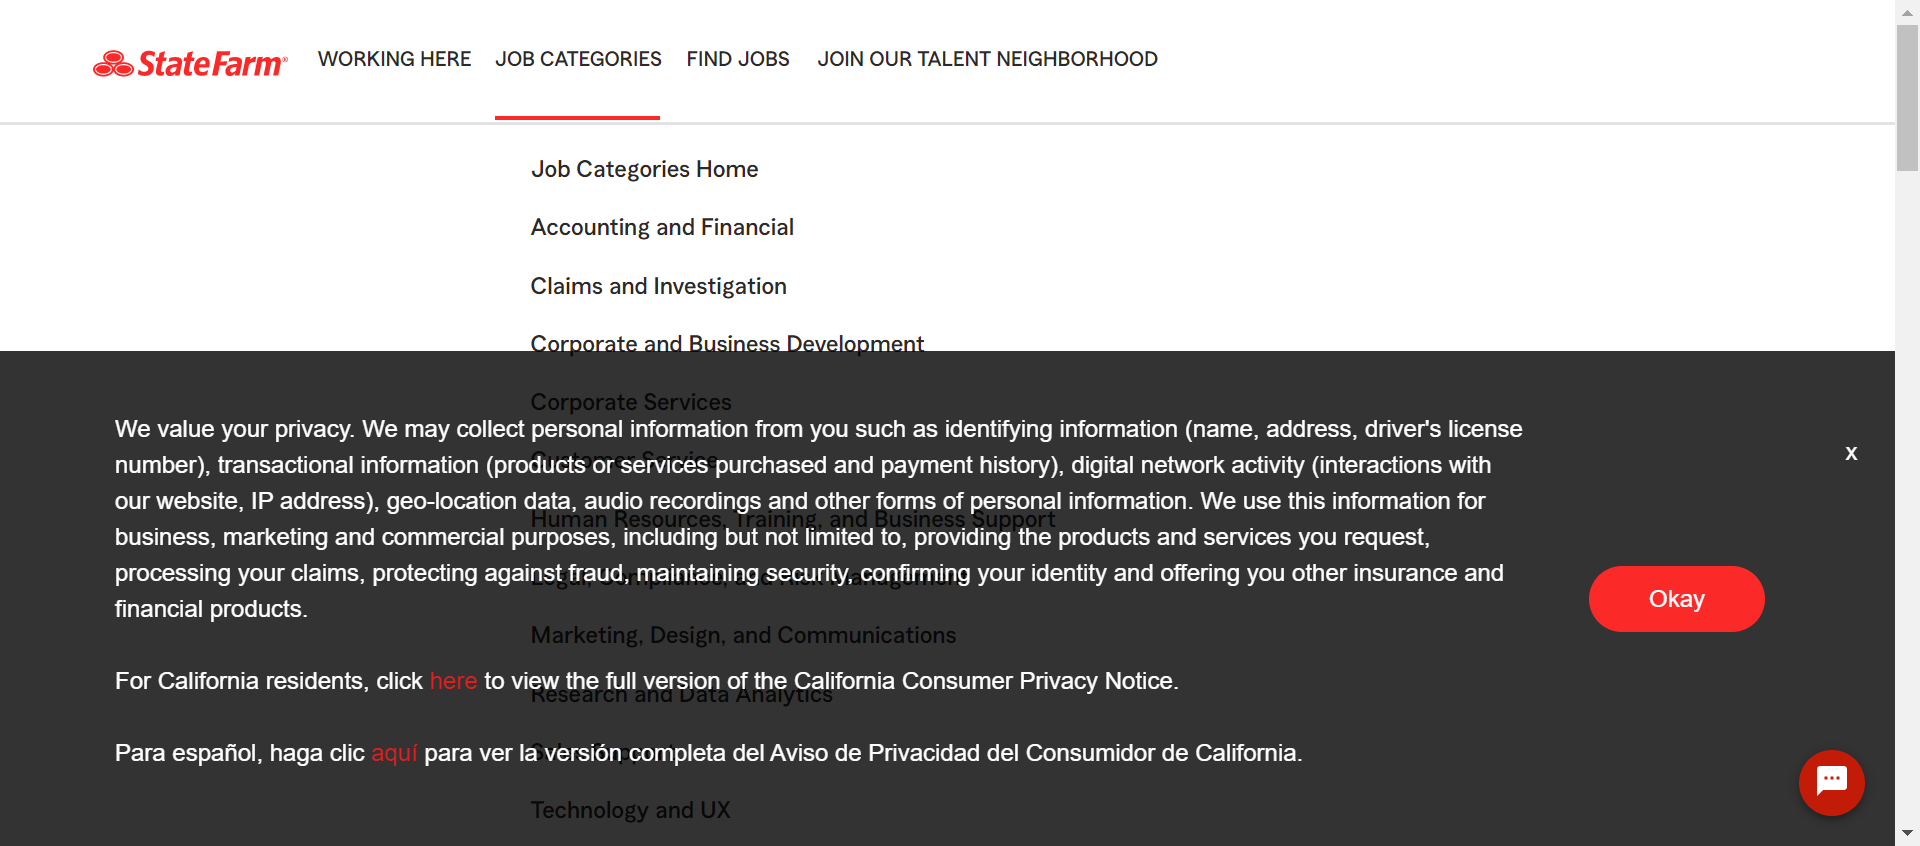 StateFarm®
WORKING HERE
JOB CATEGORIES
FIND JOBS
JOIN OUR TALENT NEIGHBORHOOD
Job Categories Home
Accounting and Financial
Claims and Investigation
Corporate and Business Development
Corporate Services
We value your privacy. We may collect personal information from you such as identifying information (name, address, driver's license
Customer Service
number), transactional information (products or services purchased and payment history), digital network activity (interactions with
our website, IP address), geo-location data, audio recordings and other forms of personal information. We use this information for
Human Resources, Training, and Business Support
business, marketing and commercial purposes, including but not limited to, providing the products and services you request,
processing your claims, protecting against fraud, maintaining security, confirming your identity and offering you other insurance and
Legal, Compliance, and Risk Management
financial products.
Marketing, Design, and Communications
For California residents, click here to view the full version of the California Consumer Privacy Notice.
Research and Data Analytics
Para español, haga clic aquí para ver la versión completa del Aviso de Privacidad del Consumidor de California.
Technology and UX
x
Okay